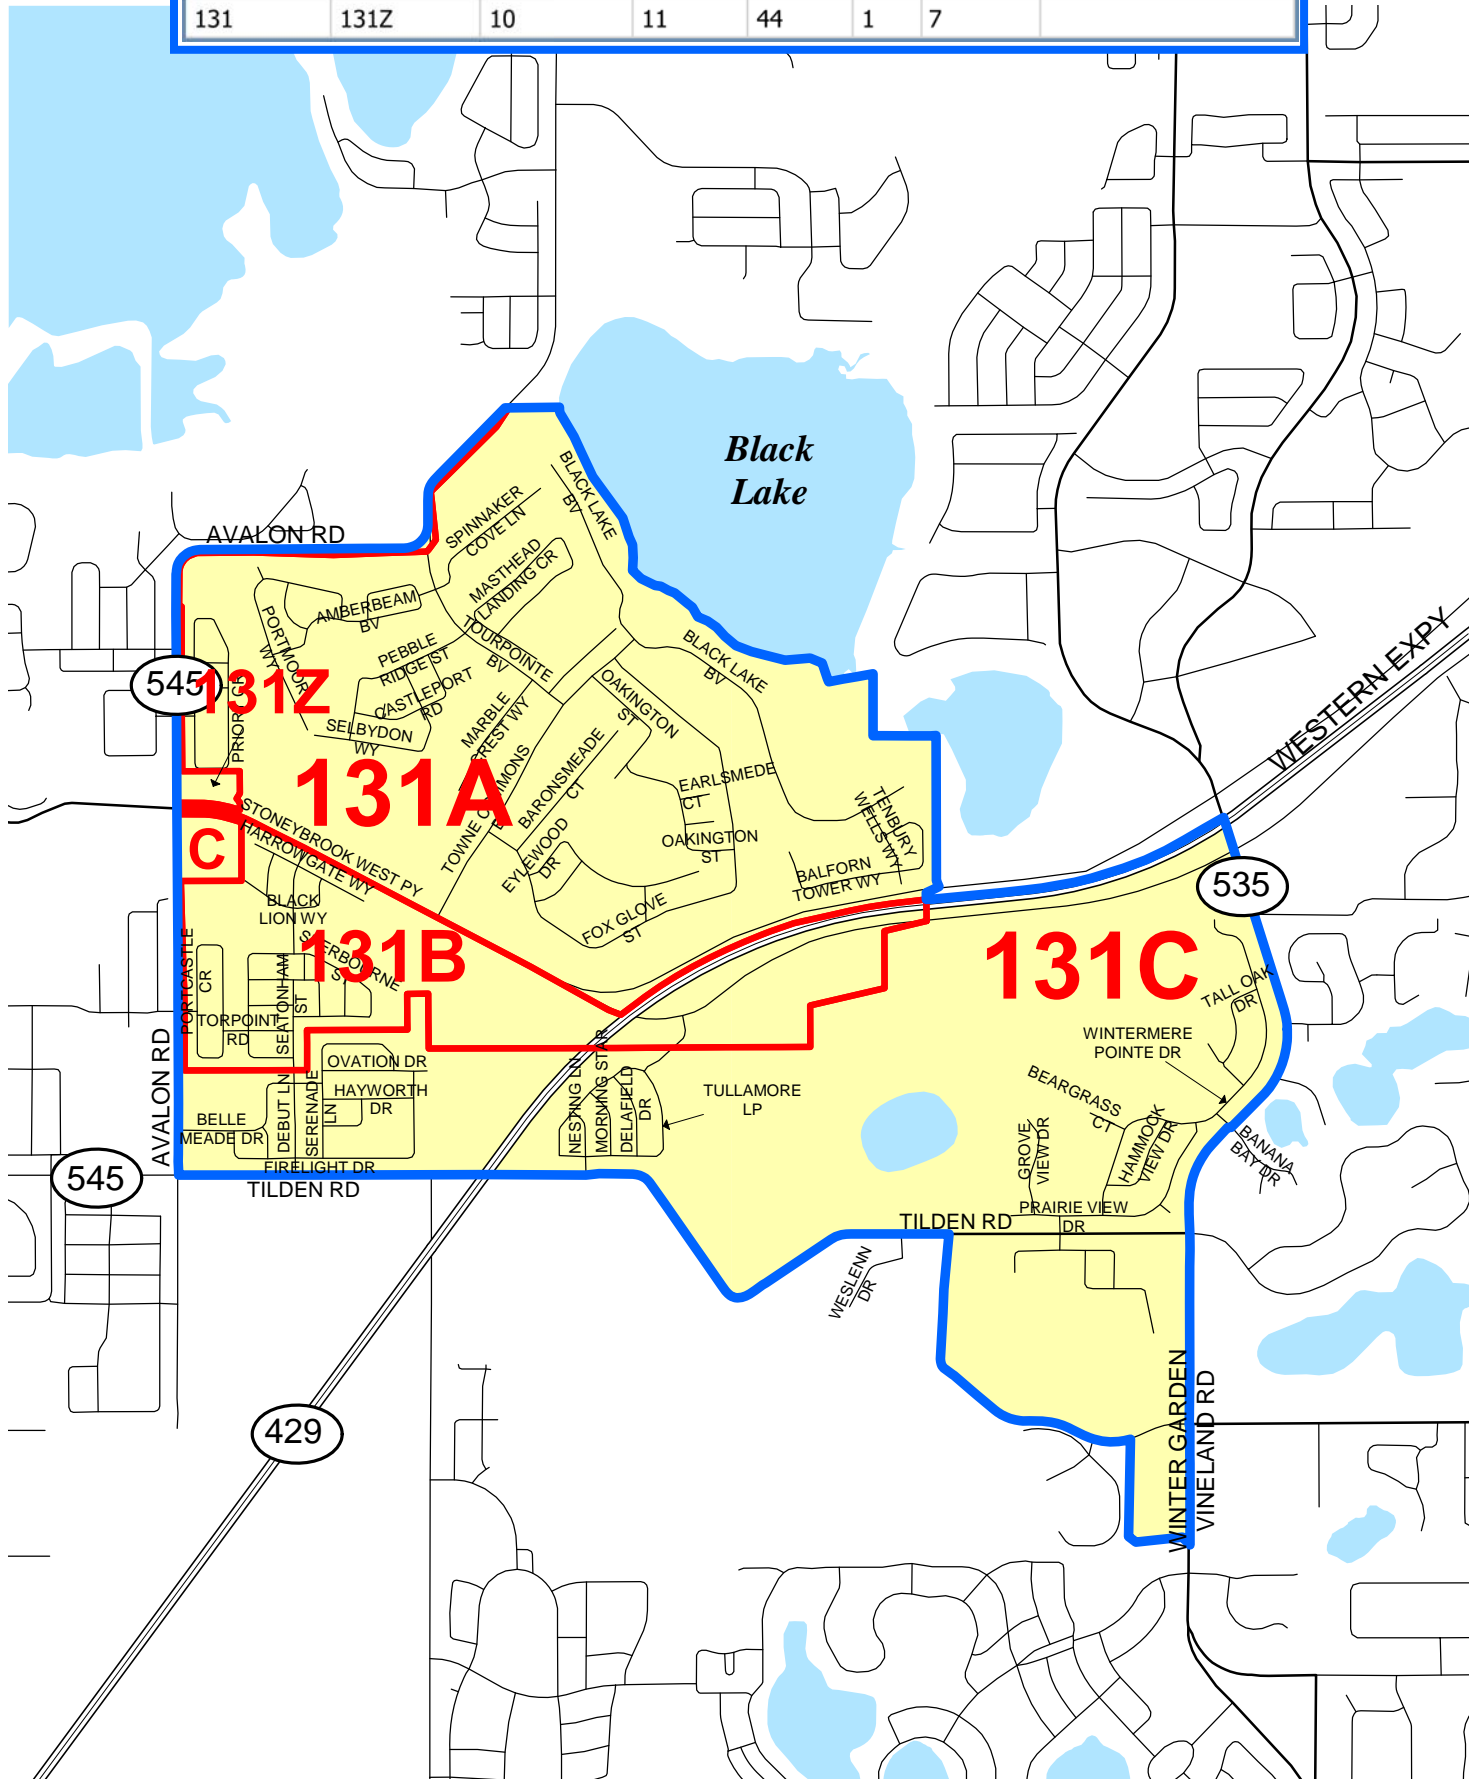 131 131Z 10 11 44 1 7
Black
Lake
AVALON RD
SPINNAKER
COVE LN
BLACK LAKE
BV
MASTHEAD
LANDING CR
AMBERBEAM
BV
PORTMOOR
WY
PEBBLE
RIDGE ST
TOURPOINTE
BV
BLACK LAKE
BV
WESTERN EXPY
545
131Z
PRIOR CR
CASTLEPORT
RD
SELBYDON
WY
MARBLE
CREST WY
OAKINGTON
ST
131A
BARONSMEADE
CT
EARLSMEDE
CT
TENBURY
WELLS WY
STONEYBROOK WEST PY
HARROWGATE WY
C
EYLEWOOD
DR
OAKINGTON
ST
BALFORN
TOWER WY
535
BLACK
LION WY
FOX GLOVE
ST
131B
131C
PORTCASTLE
CR
SEATONHAM
ST
TALL OAK
DR
TORPOINT
RD
WINTERMERE
POINTE DR
AVALON RD
OVATION DR
HAYWORTH
DR
DEBUT LN
SERENADE
LN
NESTING LN
MORNING STAR
DELAFIELD
DR
TULLAMORE
LP
BEARGRASS
CT
BELLE
MEADE DR
GROVE
VIEW DR
HAMMOCK
VIEW DR
BANANA
BAY DR
FIRELIGHT DR
545
TILDEN RD
PRAIRIE VIEW
DR
TILDEN RD
WESLENN
DR
WINTER GARDEN
VINELAND RD
429